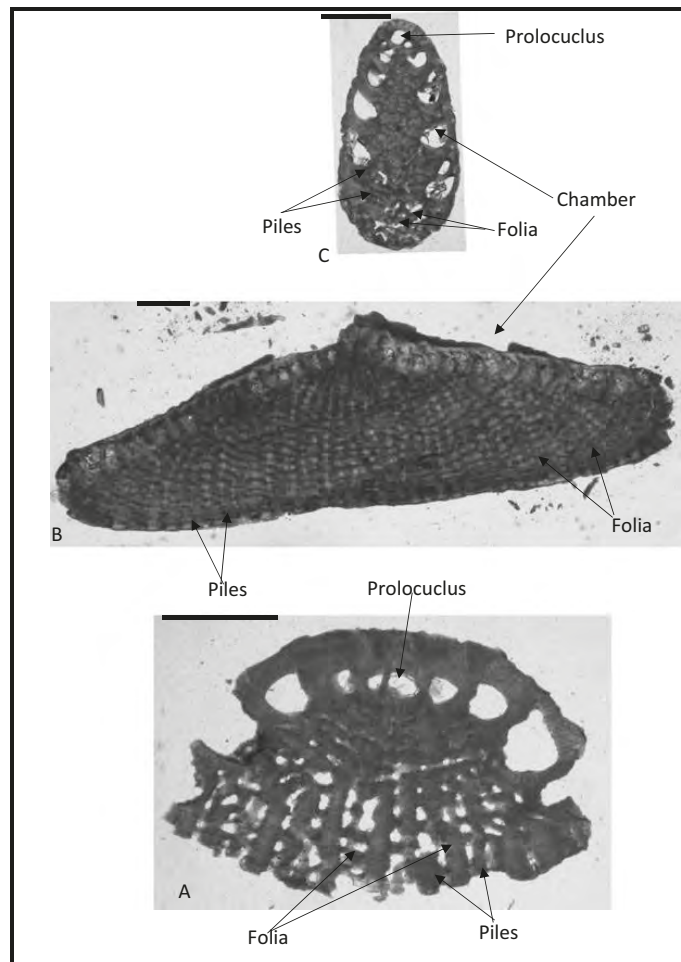 Prolocuclus
Chamber
Piles
Folia
C
B
Folia
Piles
Prolocuclus
A
Folia
Piles